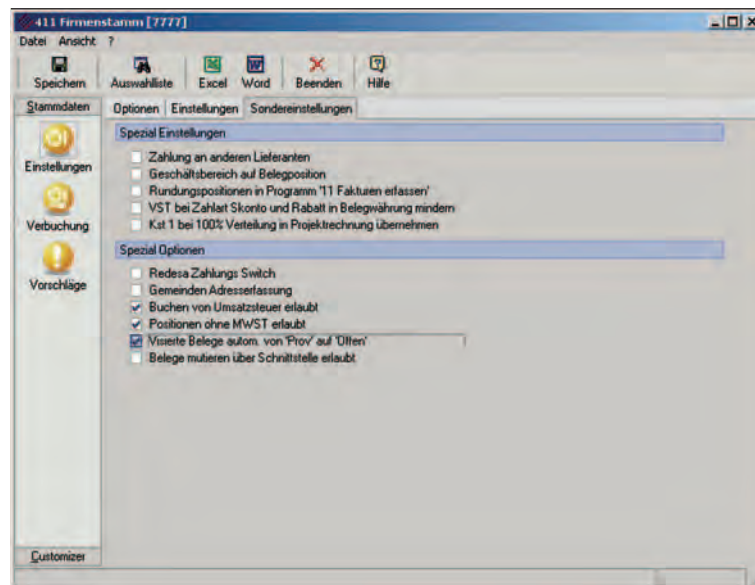 411 Firmenstamm [7777]
Datei Ansicht ?
Speichern Auswahlliste Excel Word Beenden Hilfe
Stammdaten
Optionen Einstellungen Sondereinstellungen
Spezial Einstellungen
Zahlung an anderen Lieferanten
Geschäftsbereich auf Belegposition
Rundungspositionen in Programm '11 Fakturen erfassen'
VST bei Zahlart Skonto und Rabatt in Belegwährung mindern
Kst 1 bei 100% Verteilung in Projektrechnung übernehmen
Einstellungen
Verbuchung
Vorschläge
Spezial Optionen
Redesa Zahlungs Switch
Gemeinden Adresserfassung
Buchen von Umsatzsteuer erlaubt
Positionen ohne MWST erlaubt
Visierte Belege autom. von 'Prov' auf 'Offen'
Belege mutieren über Schnittstelle erlaubt
Customizer